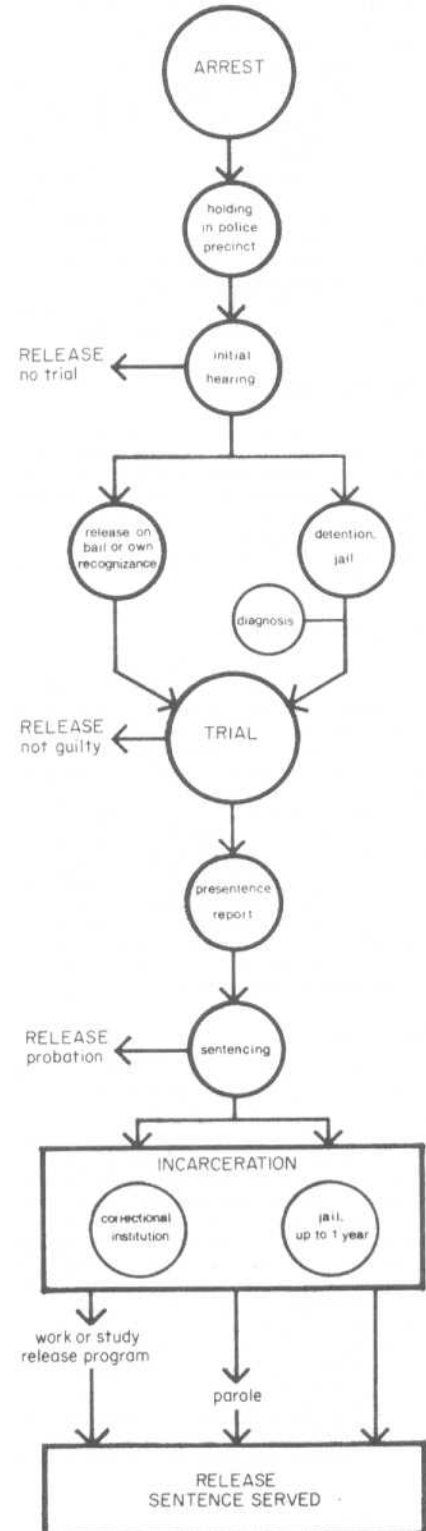 ARREST
holding
in police
precinct
RELEASE
no trial
initial
hearing
release on
bail or own
recognizance
detention,
jail
diagnosis
RELEASE
not guilty
TRIAL
presentence
report
RELEASE
probation
sentencing
INCARCERATION
correctional
institution
jail,
up to 1 year
work or study
release program
parole
RELEASE
SENTENCE SERVED